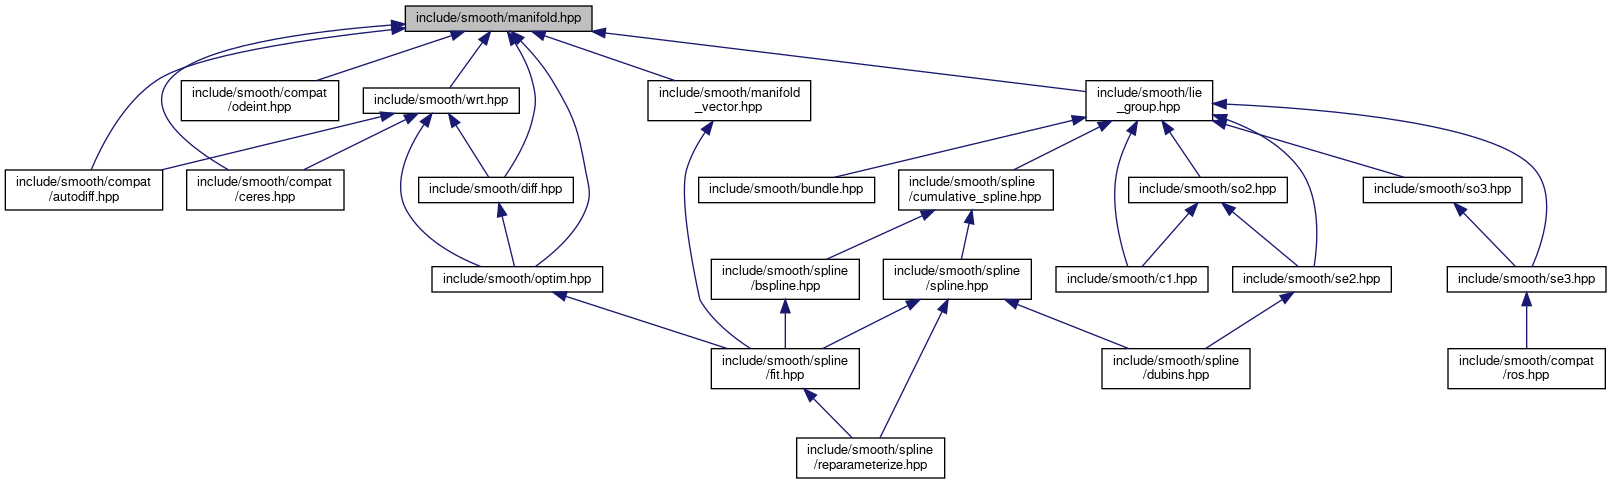 include/smooth/manifold.hpp
include/smooth/compat
/odeint.hpp
include/smooth/wrt.hpp
include/smooth/manifold
_vector.hpp
include/smooth/lie
_group.hpp
include/smooth/compat
/autodiff.hpp
include/smooth/compat
/ceres.hpp
include/smooth/diff.hpp
include/smooth/bundle.hpp
include/smooth/spline
/cumulative_spline.hpp
include/smooth/so2.hpp
include/smooth/so3.hpp
include/smooth/optim.hpp
include/smooth/spline
/bspline.hpp
include/smooth/spline
/spline.hpp
include/smooth/c1.hpp
include/smooth/se2.hpp
include/smooth/se3.hpp
include/smooth/spline
/fit.hpp
include/smooth/spline
/dubins.hpp
include/smooth/compat
/ros.hpp
include/smooth/spline
/reparameterize.hpp